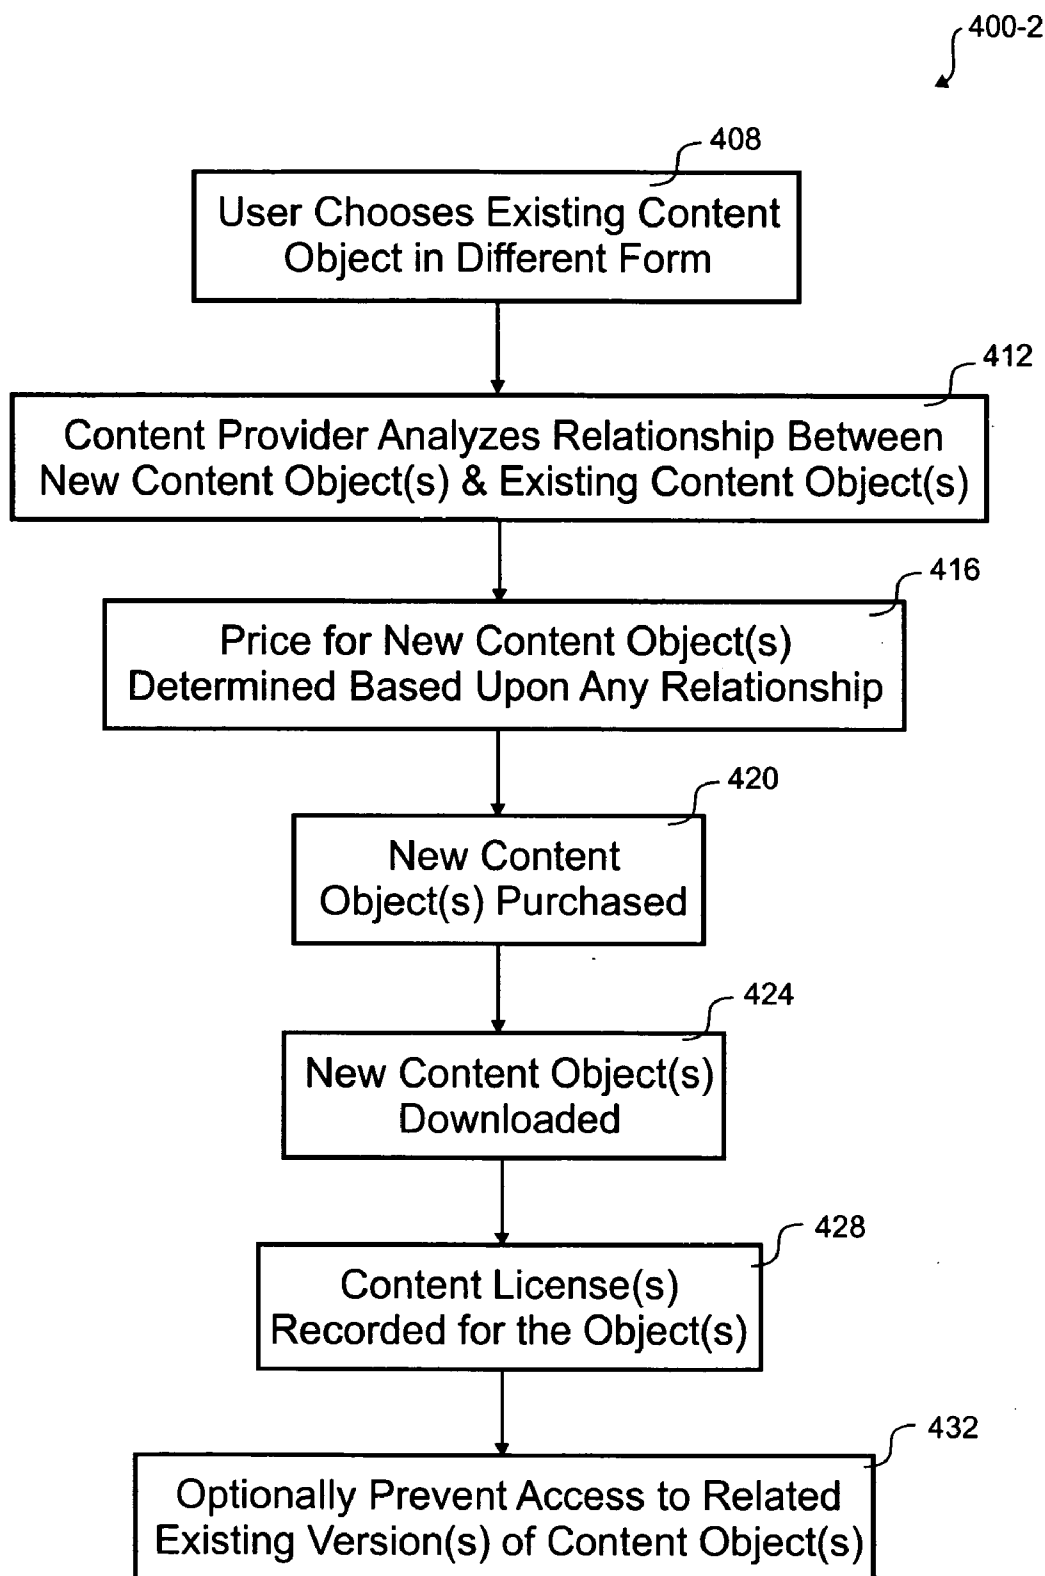 400-2
408
User Chooses Existing Content
Object in Different Form
412
Content Provider Analyzes Relationship Between
New Content Object(s) & Existing Content Object(s)
416
Price for New Content Object(s)
Determined Based Upon Any Relationship
420
New Content
Object(s) Purchased
424
New Content Object(s)
Downloaded
428
Content License(s)
Recorded for the Object(s)
432
Optionally Prevent Access to Related
Existing Version(s) of Content Object(s)